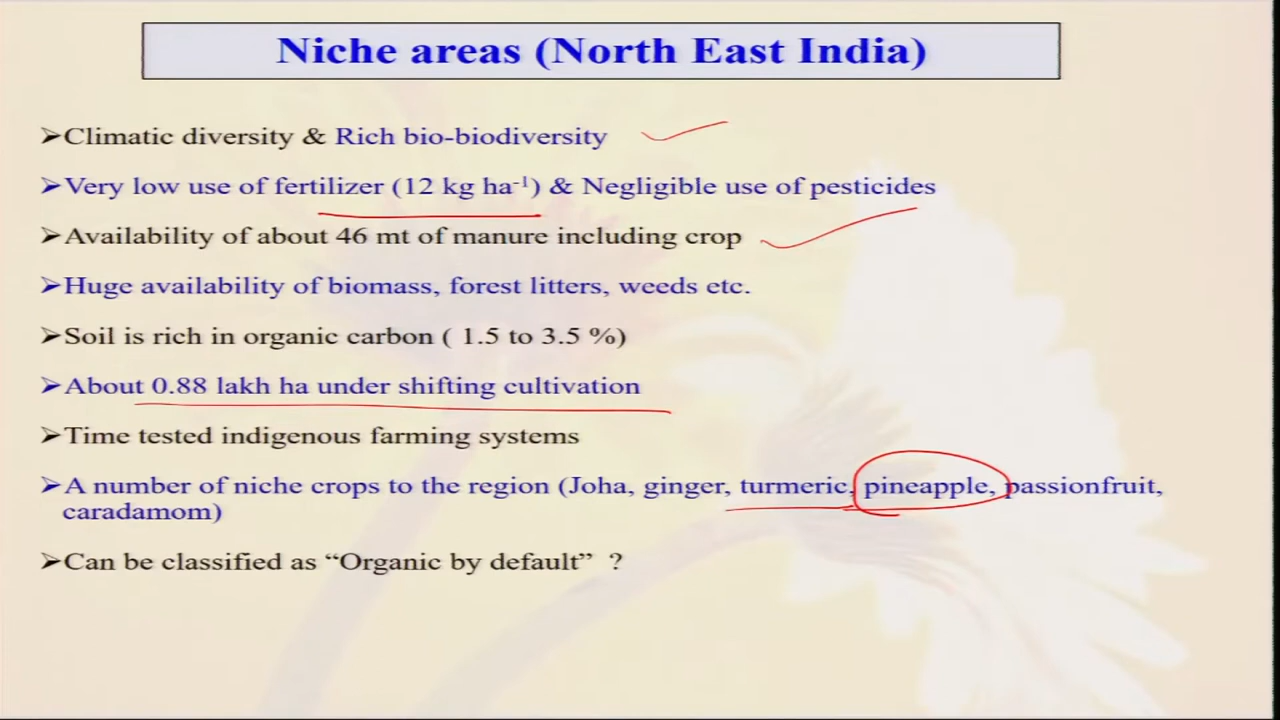 Niche areas (North East India)
➢Climatic diversity & Rich bio-biodiversity
➢Very low use of fertilizer (12 kg ha⁻¹) & Negligible use of pesticides
➢Availability of about 46 mt of manure including crop
➢Huge availability of biomass, forest litters, weeds etc.
➢Soil is rich in organic carbon ( 1.5 to 3.5 %)
➢About 0.88 lakh ha under shifting cultivation
➢Time tested indigenous farming systems
➢A number of niche crops to the region (Joha, ginger, turmeric, pineapple, passionfruit,
caradamom)
➢Can be classified as “Organic by default” ?